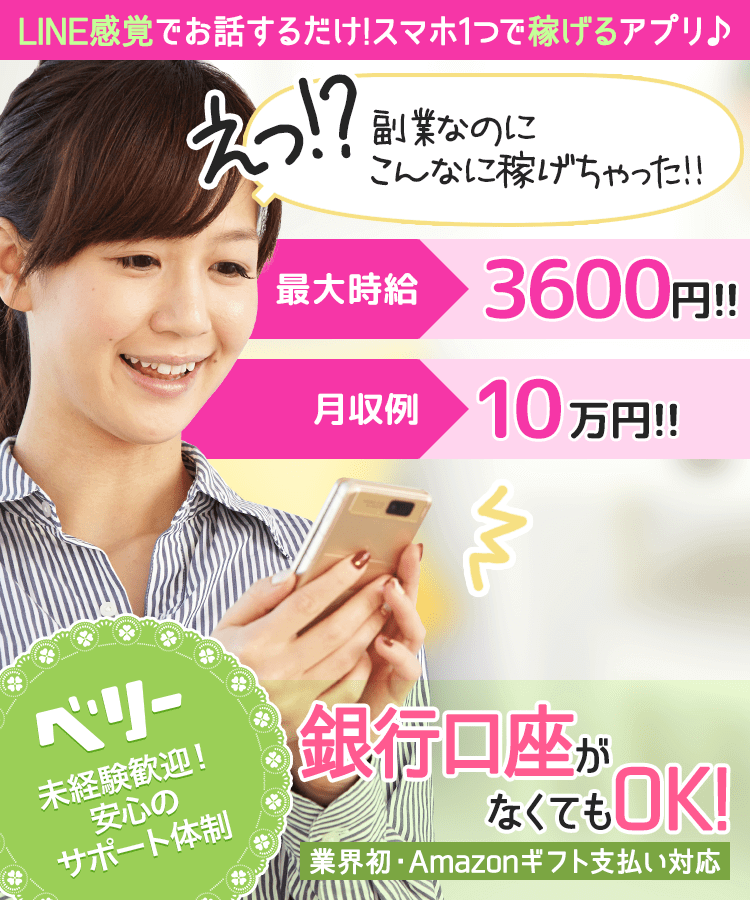 LINE感覚でお話するだけ!スマホ1つで稼げるアプリ♪
えっ!?
副業なのに
こんなに稼げちゃった!!
最大時給 3600円!!
月収例 10万円!!
ベリー
未経験歓迎!
安心の
サポート体制
銀行口座が
なくてもOK!
業界初・Amazonギフト支払い対応